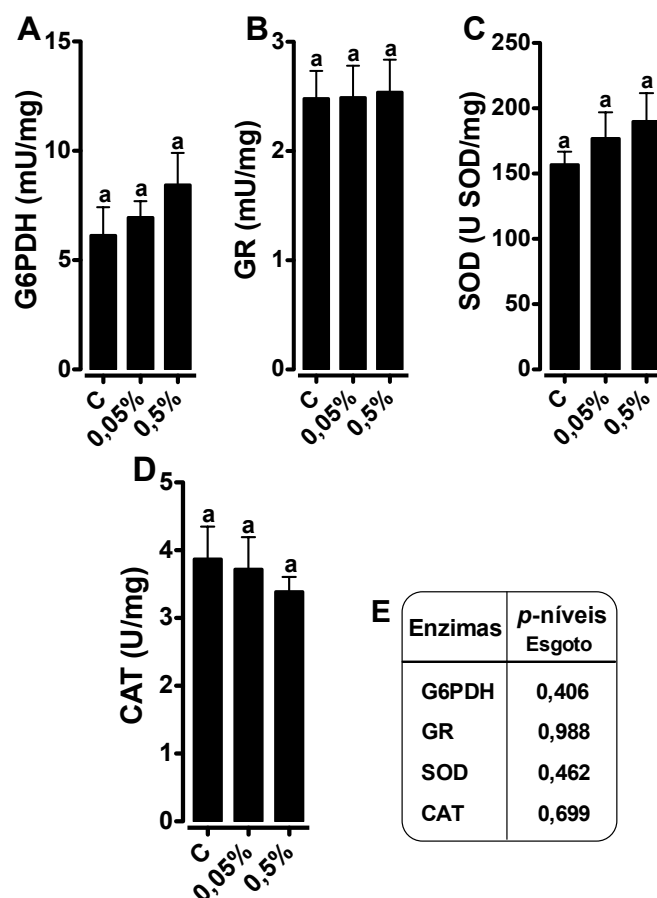 A
G6PDH (mU/mg)
15
10
5
0
a
a
a
C
0,05%
0,5%
B
GR (mU/mg)
3
2
1
0
a
a
a
C
0,05%
0,5%
C
SOD (U SOD/mg)
250
200
150
100
50
0
a
a
a
C
0,05%
0,5%
D
CAT (U/mg)
5
4
3
2
1
0
a
a
a
C
0,05%
0,5%
E
Enzimas p-níveis
Esgoto
G6PDH 0,406
GR 0,988
SOD 0,462
CAT 0,699